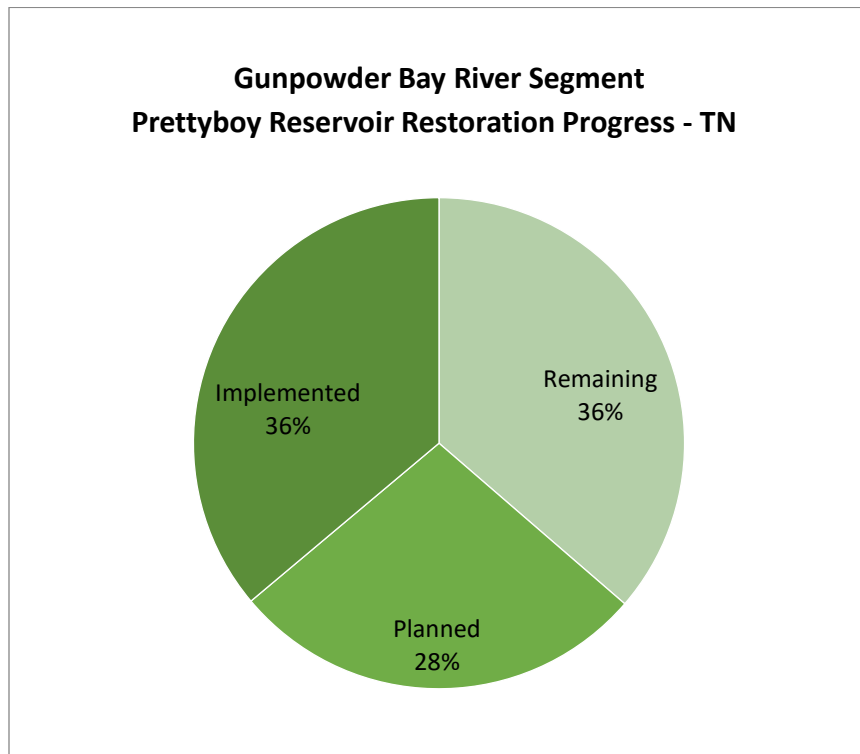 Gunpowder Bay River Segment
Prettyboy Reservoir Restoration Progress - TN
Implemented
36%
Remaining
36%
Planned
28%